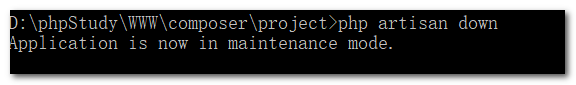 D:\phpStudy\WWW\composer\project>php artisan down
Application is now in maintenance mode.